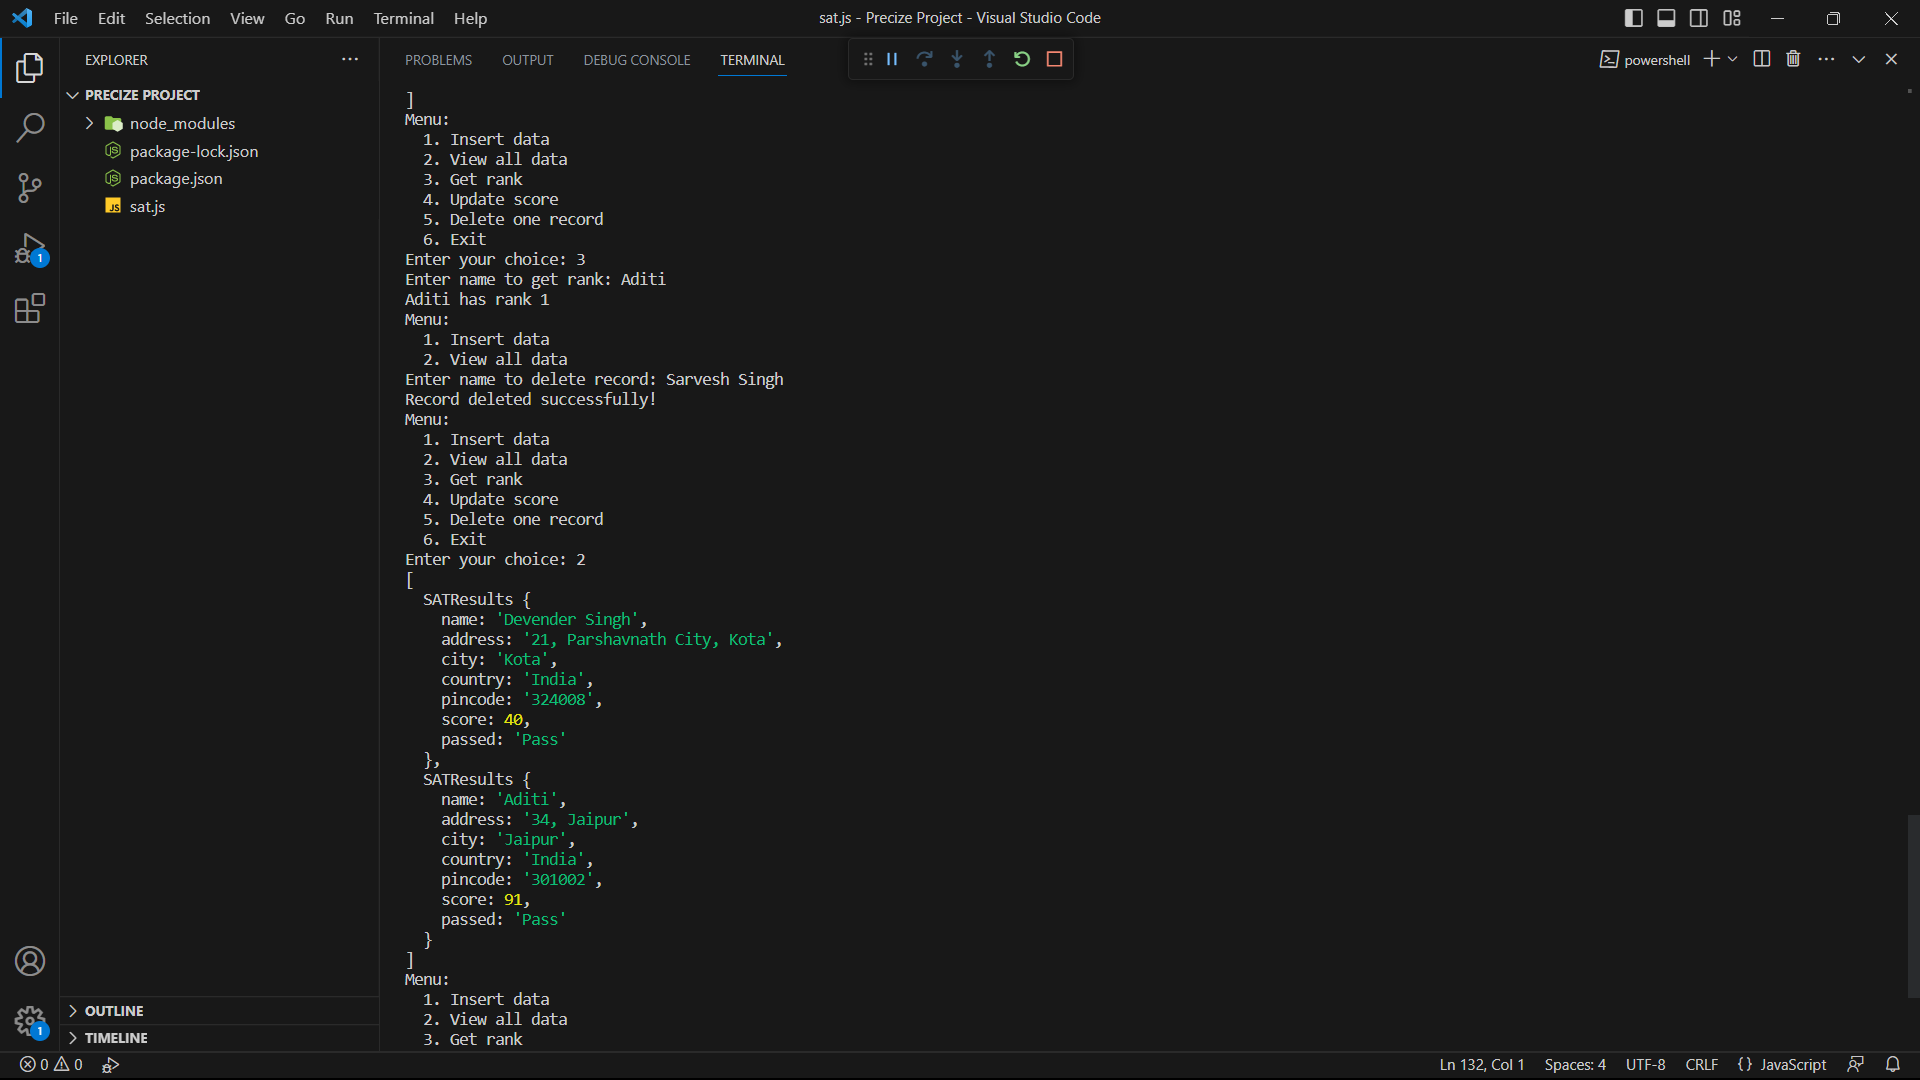 File Edit Selection View Go Run Terminal Help
sat.js - Precize Project - Visual Studio Code
EXPLORER
PRECIZE PROJECT
node_modules
package-lock.json
package.json
JS sat.js
1
OUTLINE
TIMELINE
1
PROBLEMS OUTPUT DEBUG CONSOLE TERMINAL
powershell
]
Menu:
1. Insert data
2. View all data
3. Get rank
4. Update score
5. Delete one record
6. Exit
Enter your choice: 3
Enter name to get rank: Aditi
Aditi has rank 1
Menu:
1. Insert data
2. View all data
Enter name to delete record: Sarvesh Singh
Record deleted successfully!
Menu:
1. Insert data
2. View all data
3. Get rank
4. Update score
5. Delete one record
6. Exit
Enter your choice: 2
[
SATResults {
name: 'Devender Singh',
address: '21, Parshavnath City, Kota',
city: 'Kota',
country: 'India',
pincode: '324008',
score: 40,
passed: 'Pass'
},
SATResults {
name: 'Aditi',
address: '34, Jaipur',
city: 'Jaipur',
country: 'India',
pincode: '301002',
score: 91,
passed: 'Pass'
}
]
Menu:
1. Insert data
2. View all data
3. Get rank
0 0
Ln 132, Col 1 Spaces: 4 UTF-8 CRLF {} JavaScript